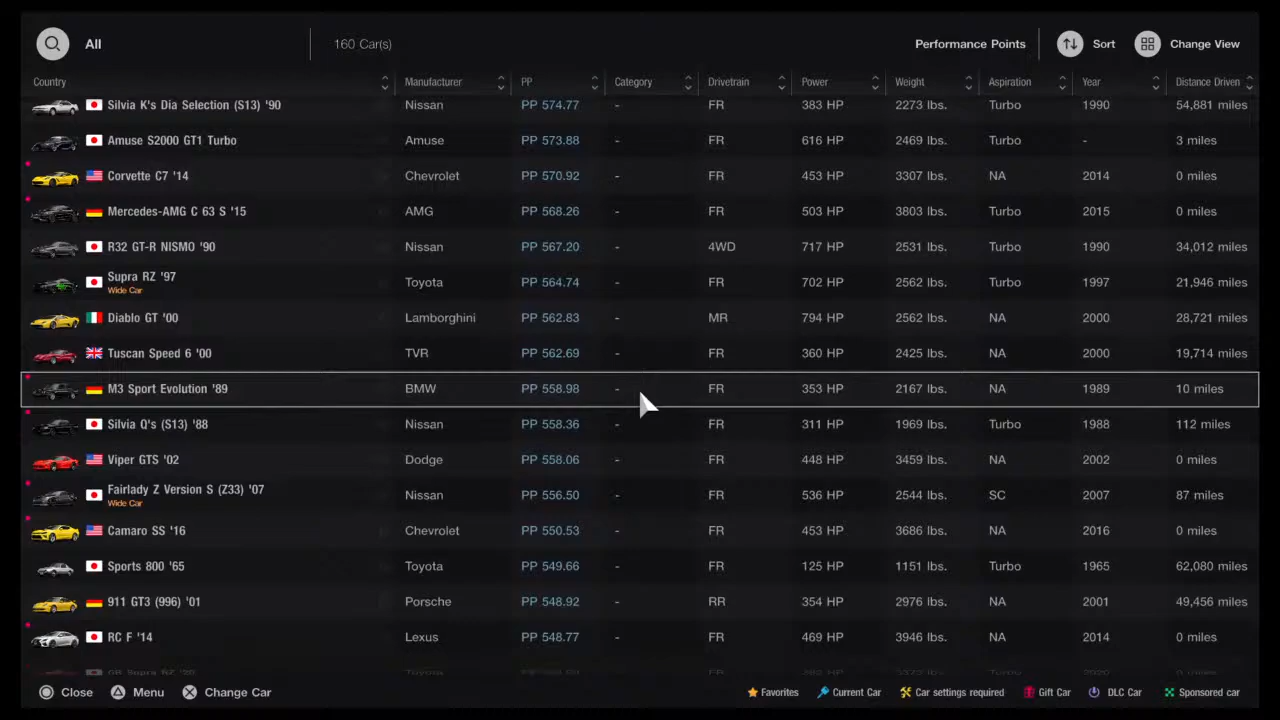 All 160 Car(s) Performance Points Sort Change View
Country Manufacturer PP Category Drivetrain Power Weight Aspiration Year Distance Driven
Silvia K's Dia Selection (S13) '90 Nissan PP 574.77 - FR 383 HP 2273 lbs. Turbo 1990 54,881 miles
Amuse S2000 GT1 Turbo Amuse PP 573.88 - FR 616 HP 2469 lbs. Turbo - 3 miles
Corvette C7 '14 Chevrolet PP 570.92 - FR 453 HP 3307 lbs. NA 2014 0 miles
Mercedes-AMG C 63 S '15 AMG PP 568.26 - FR 503 HP 3803 lbs. Turbo 2015 0 miles
R32 GT-R NISMO '90 Nissan PP 567.20 - 4WD 717 HP 2531 lbs. Turbo 1990 34,012 miles
Supra RZ '97 Toyota PP 564.74 - FR 702 HP 2562 lbs. Turbo 1997 21,946 miles
Wide Car
Diablo GT '00 Lamborghini PP 562.83 - MR 794 HP 2562 lbs. NA 2000 28,721 miles
Tuscan Speed 6 '00 TVR PP 562.69 - FR 360 HP 2425 lbs. NA 2000 19,714 miles
M3 Sport Evolution '89 BMW PP 558.98 - FR 353 HP 2167 lbs. NA 1989 10 miles
Silvia Q's (S13) '88 Nissan PP 558.36 - FR 311 HP 1969 lbs. Turbo 1988 112 miles
Viper GTS '02 Dodge PP 558.06 - FR 448 HP 3459 lbs. NA 2002 0 miles
Fairlady Z Version S (Z33) '07 Nissan PP 556.50 - FR 536 HP 2544 lbs. SC 2007 87 miles
Wide Car
Camaro SS '16 Chevrolet PP 550.53 - FR 453 HP 3686 lbs. NA 2016 0 miles
Sports 800 '65 Toyota PP 549.66 - FR 125 HP 1151 lbs. Turbo 1965 62,080 miles
911 GT3 (996) '01 Porsche PP 548.92 - RR 354 HP 2976 lbs. NA 2001 49,456 miles
RC F '14 Lexus PP 548.77 - FR 469 HP 3946 lbs. NA 2014 0 miles
Close Menu Change Car Favorites Current Car Car settings required Gift Car DLC Car Sponsored car